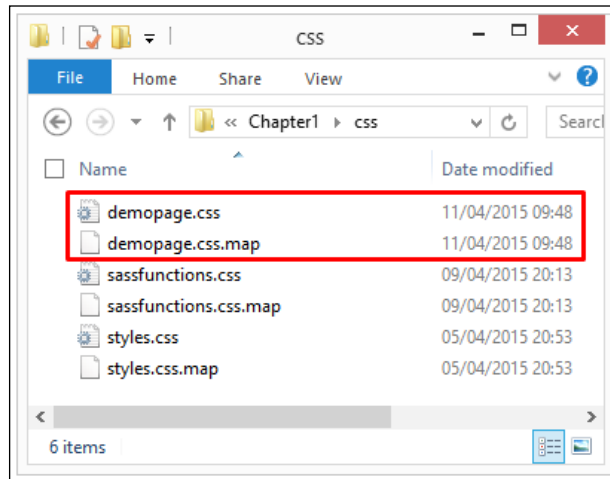 css
File Home Share View
« Chapter1 css Searcl
Name Date modified
demopage.css 11/04/2015 09:48
demopage.css.map 11/04/2015 09:48
sassfunctions.css 09/04/2015 20:13
sassfunctions.css.map 09/04/2015 20:13
styles.css 05/04/2015 20:53
styles.css.map 05/04/2015 20:53
6 items